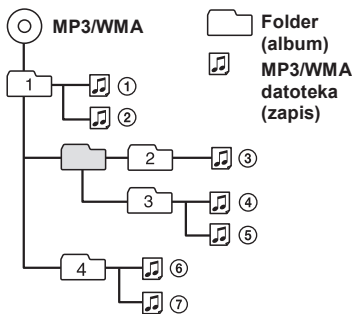 MP3/WMA
Folder
(album)
MP3/WMA
datoteka
(zapis)
1
①
②
2
③
3
④
⑤
4
⑥
⑦